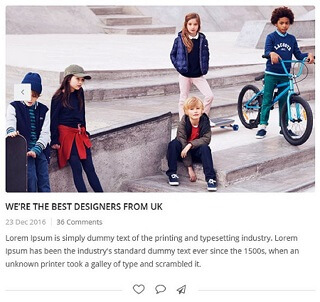 WE'RE THE BEST DESIGNERS FROM UK
23 Dec 2016 | 36 Comments
Lorem Ipsum is simply dummy text of the printing and typesetting industry. Lorem
Ipsum has been the industry's standard dummy text ever since the 1500s, when an
unknown printer took a galley of type and scrambled it.